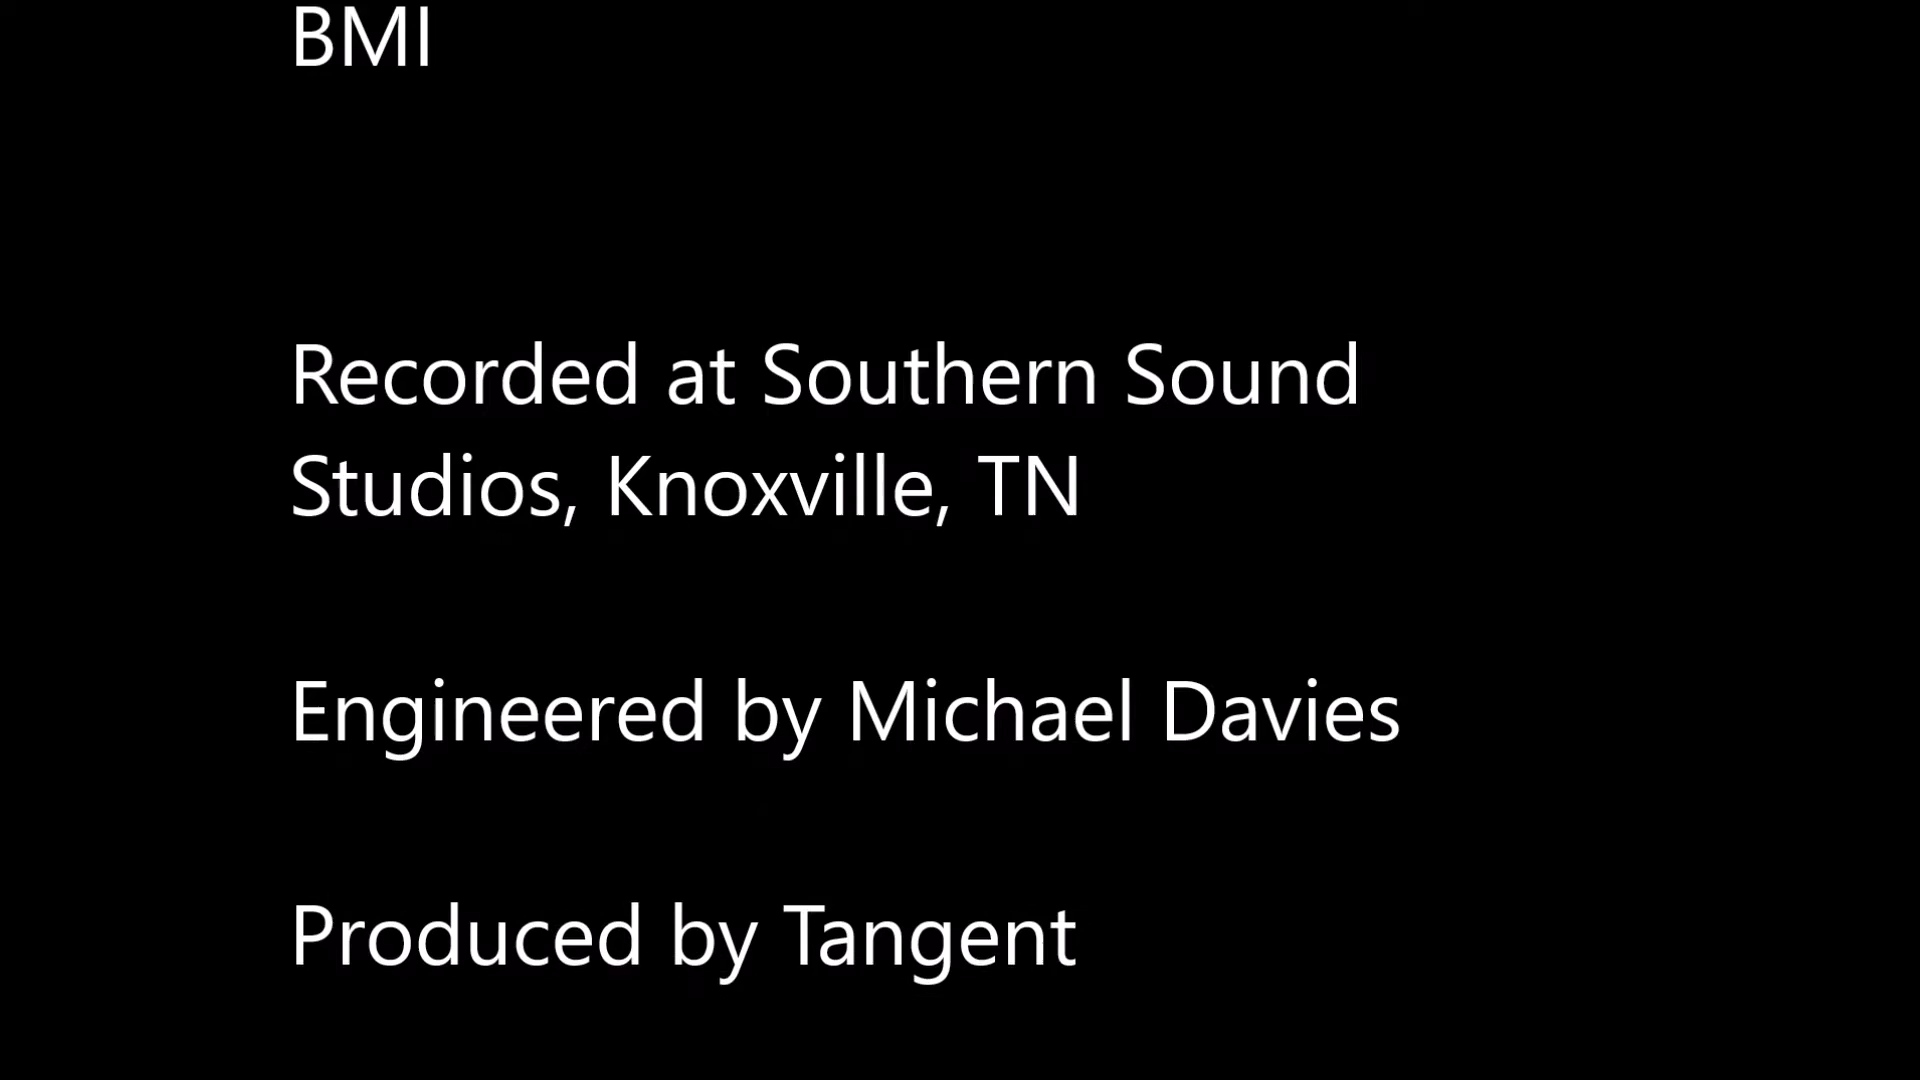 BMI
Recorded at Southern Sound
Studios, Knoxville, TN
Engineered by Michael Davies
Produced by Tangent